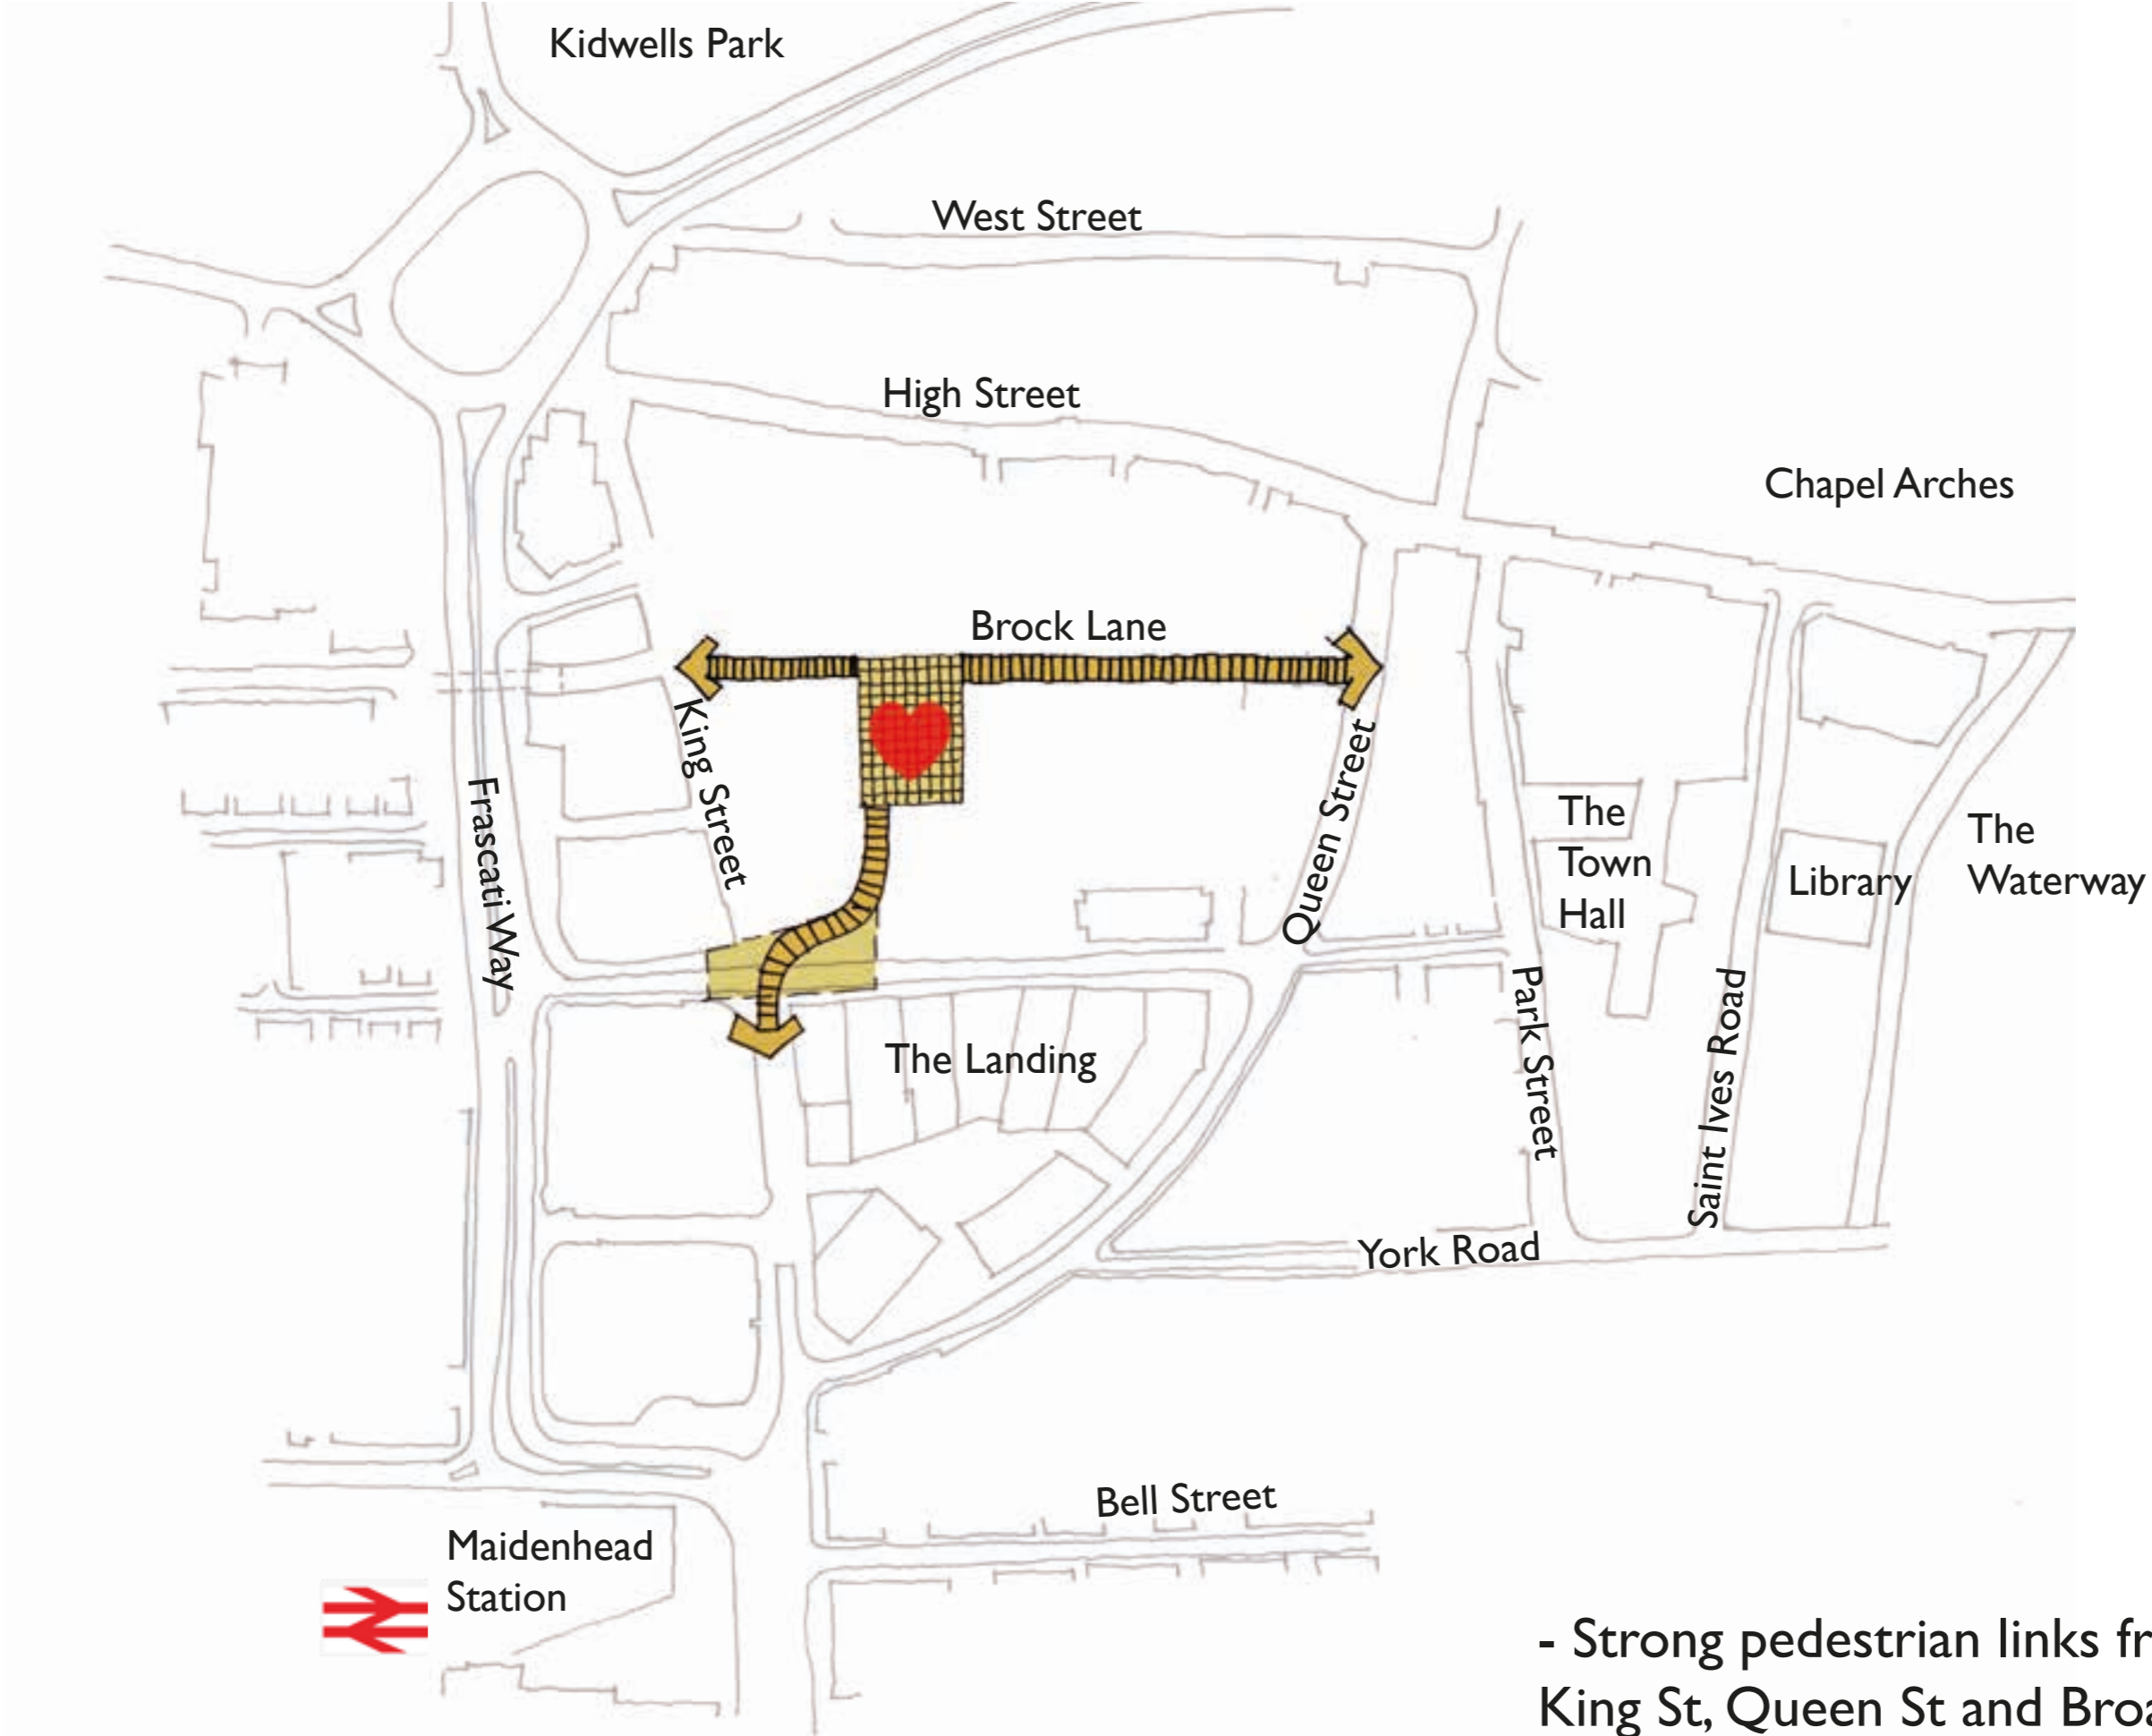 Kidwells Park
West Street
High Street
Chapel Arches
Brock Lane
King Street
Frascati Way
Queen Street
The
Town
Hall
Library
The
Waterway
Park Street
Saint Ives Road
The Landing
York Road
Bell Street
Maidenhead
Station
- Strong pedestrian links
King St, Queen St and